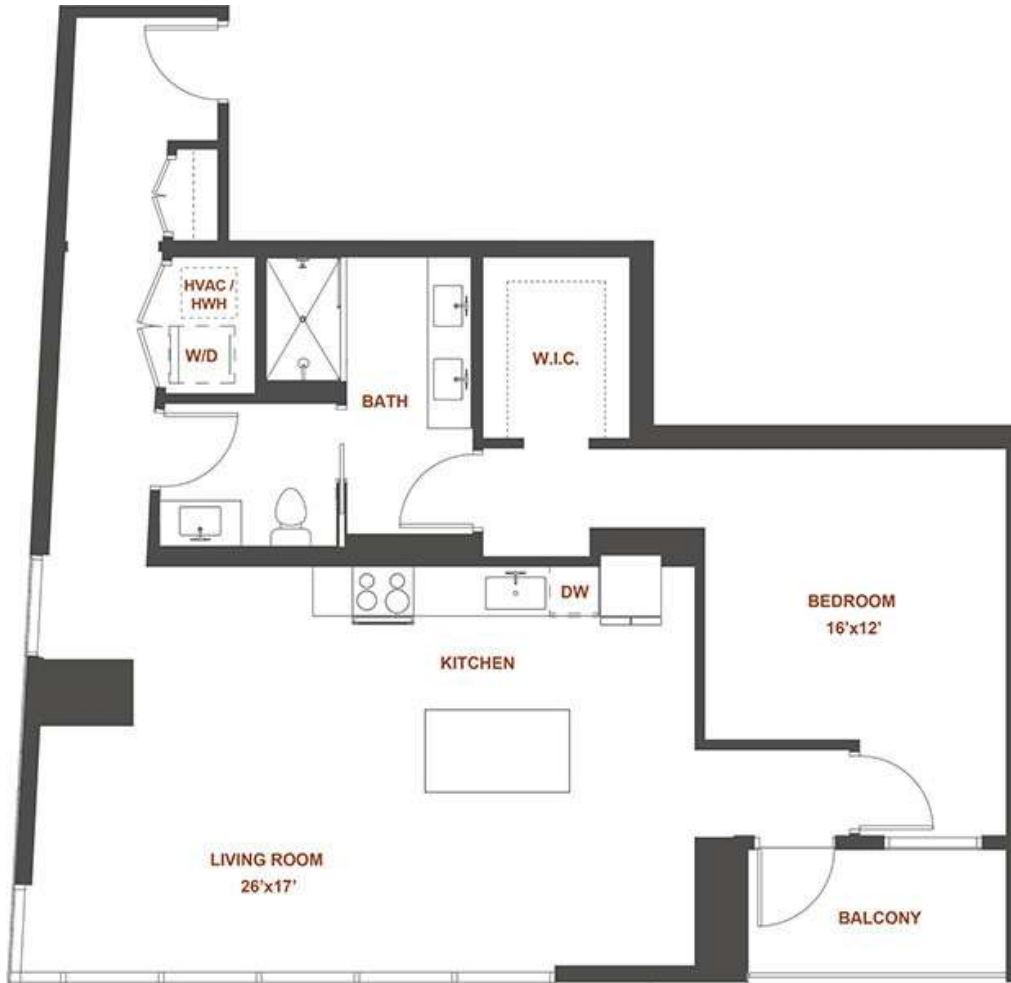 HVAC /
HWH
W/D
BATH
W.I.C.
DW
BEDROOM
16'x12'
KITCHEN
LIVING ROOM
26'x17'
BALCONY